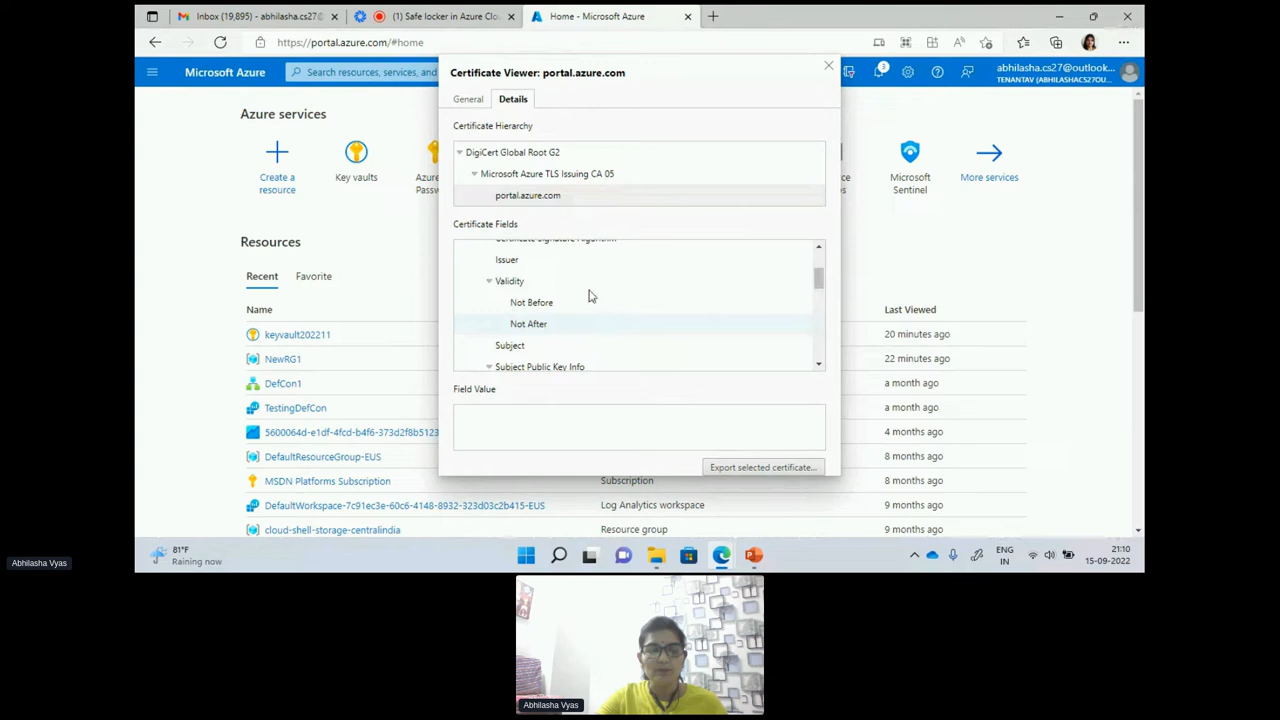 Inbox (19,895) - abhilasha.cs27@
(1) Safe locker in Azure Clo
Home - Microsoft Azure
https://portal.azure.com/#home
Microsoft Azure
Search resources, services, and
3
abhilasha.cs27@outlook....
TENANTAV (ABHILASHACS27OU...
Certificate Viewer: portal.azure.com
General
Details
Certificate Hierarchy
DigiCert Global Root G2
Microsoft Azure TLS Issuing CA 05
portal.azure.com
Certificate Fields
Certificate Signature Algorithm
Issuer
Validity
Not Before
Not After
Subject
Subject Public Key Info
Field Value
Export selected certificate...
Azure services
Create a
resource
Key vaults
Azure
Passw
Microsoft
Sentinel
More services
Resources
Recent
Favorite
Name
Last Viewed
keyvault202211
20 minutes ago
NewRG1
22 minutes ago
DefCon1
a month ago
TestingDefCon
a month ago
5600064d-e1df-4fcd-b4f6-373d2f8b5123
4 months ago
DefaultResourceGroup-EUS
8 months ago
MSDN Platforms Subscription
Subscription
8 months ago
DefaultWorkspace-7c91ec3e-60c6-4148-8932-323d03c2b415-EUS
Log Analytics workspace
9 months ago
cloud-shell-storage-centralindia
Resource group
9 months ago
81°F
Raining now
ENG
IN
21:10
15-09-2022
Abhilasha Vyas
Abhilasha Vyas